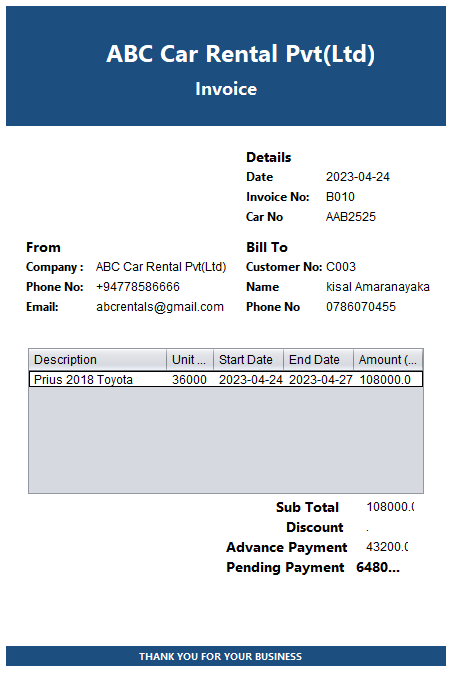 ABC Car Rental Pvt(Ltd)
Invoice
Details
Date 2023-04-24
Invoice No: B010
Car No AAB2525
From Bill To
Company : ABC Car Rental Pvt(Ltd) Customer No: C003
Phone No: +94778586666 Name kisal Amaranayaka
Email: abcrentals@gmail.com Phone No 0786070455
Description Unit ... Start Date End Date Amount (...
Prius 2018 Toyota 36000 2023-04-24 2023-04-27 108000.0
Sub Total 108000.0
Discount .
Advance Payment 43200.0
Pending Payment 6480...
THANK YOU FOR YOUR BUSINESS